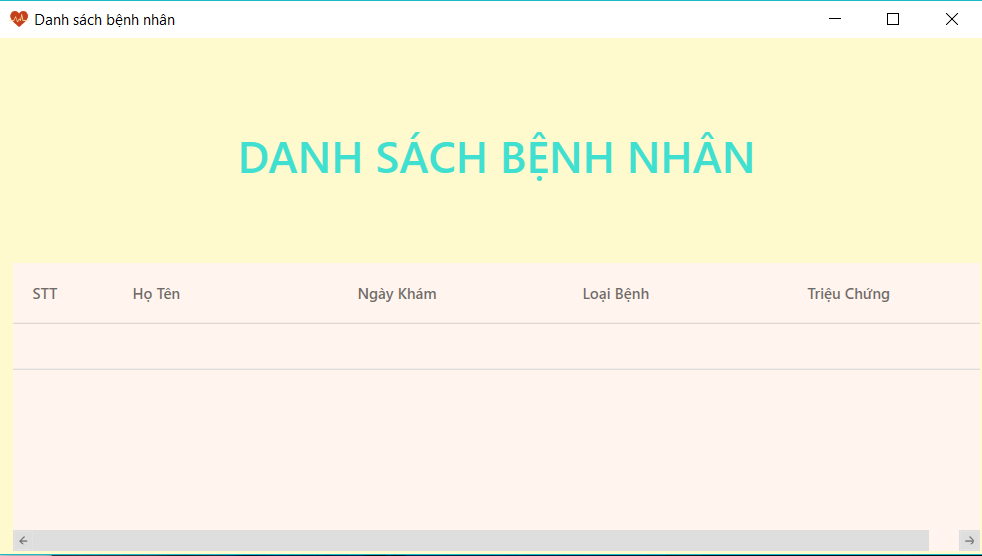 Danh sách bệnh nhân
DANH SÁCH BỆNH NHÂN
STT Họ Tên Ngày Khám Loại Bệnh Triệu Chứng